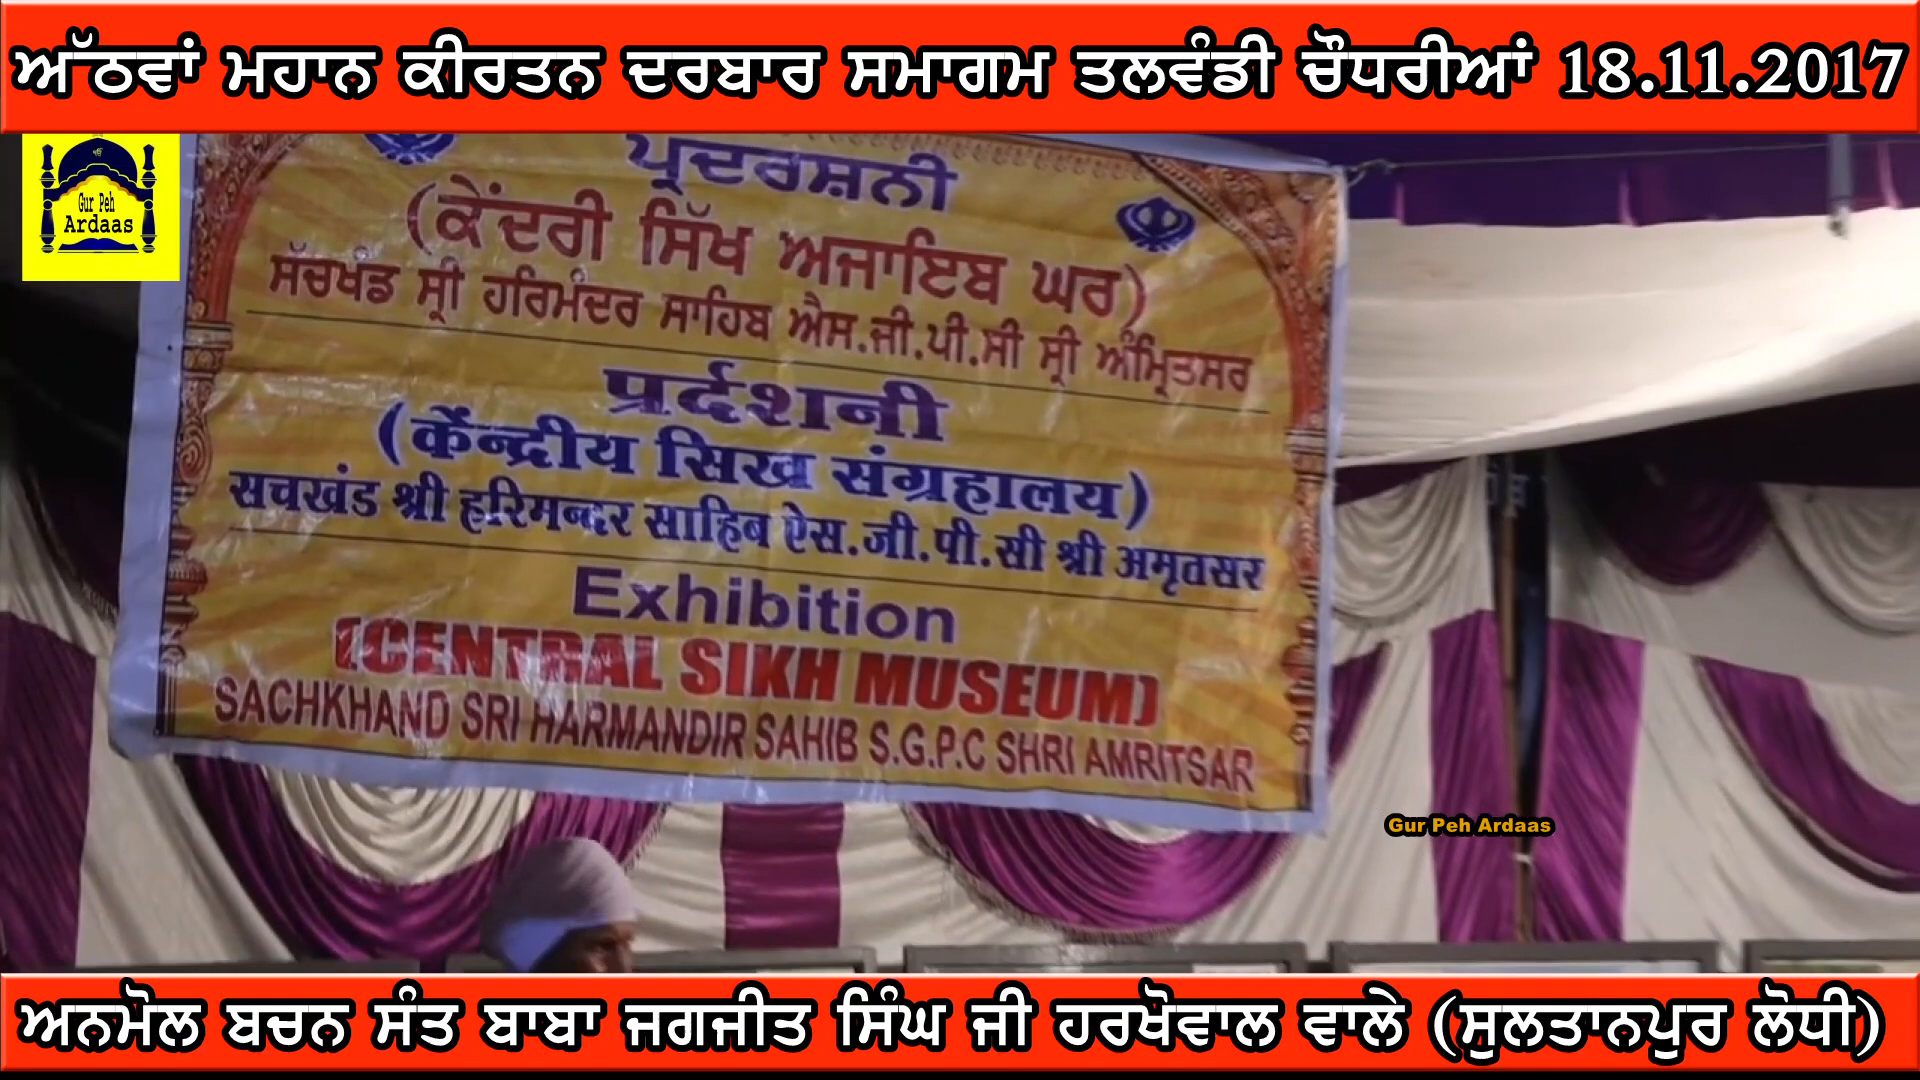 ਅੱਠਵਾਂ ਮਹਾਨ ਕੀਰਤਨ ਦਰਬਾਰ ਸਮਾਗਮ ਤਲਵੰਡੀ ਚੌਧਰੀਆਂ 18.11.2017
Gur Peh
Ardaas
ਪ੍ਰਦਰਸ਼ਨੀ
(ਕੇਂਦਰੀ ਸਿੱਖ ਅਜਾਇਬ ਘਰ)
ਸੱਚਖੰਡ ਸ੍ਰੀ ਹਰਿਮੰਦਰ ਸਾਹਿਬ ਐਸ.ਜੀ.ਪੀ.ਸੀ ਸ੍ਰੀ ਅੰਮ੍ਰਿਤਸਰ
प्रर्दशनी
(केंन्द्रीय सिख संग्रहालय)
सचखंड श्री हरिमन्दर साहिब ऐस.जी.पी.सी श्री अमृतसर
Exhibition
(CENTRAL SIKH MUSEUM)
SACHKHAND SRI HARMANDIR SAHIB S.G.P.C SHRI AMRITSAR
Gur Peh Ardaas
ਅਨਮੋਲ ਬਚਨ ਸੰਤ ਬਾਬਾ ਜਗਜੀਤ ਸਿੰਘ ਜੀ ਹਰਖੋਵਾਲ ਵਾਲੇ (ਸੁਲਤਾਨਪੁਰ ਲੋਧੀ)